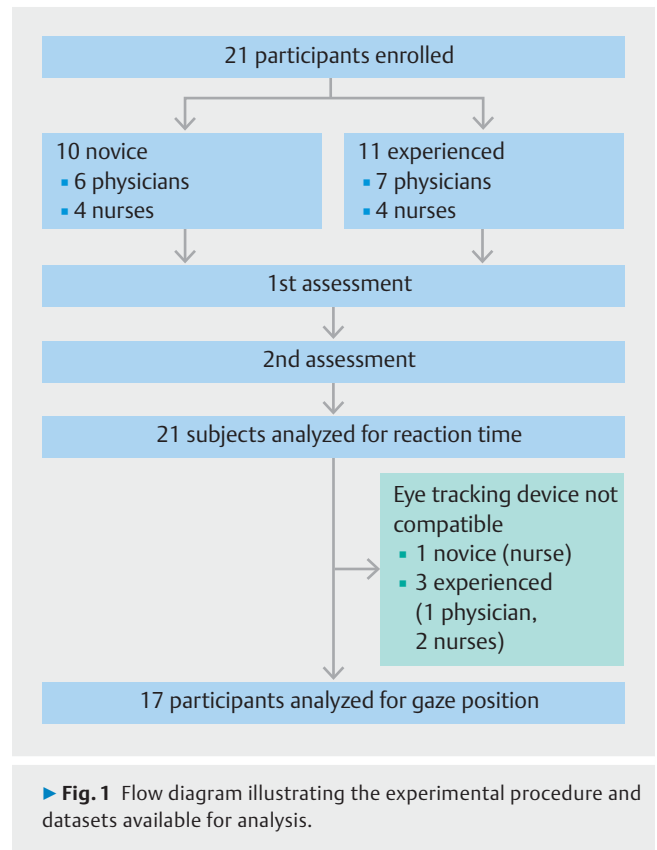 21 participants enrolled
10 novice
▪ 6 physicians
▪ 4 nurses
11 experienced
▪ 7 physicians
▪ 4 nurses
1st assessment
2nd assessment
21 subjects analyzed for reaction time
Eye tracking device not
compatible
▪ 1 novice (nurse)
▪ 3 experienced
(1 physician,
2 nurses)
17 participants analyzed for gaze position
▶ Fig. 1 Flow diagram illustrating the experimental procedure and
datasets available for analysis.